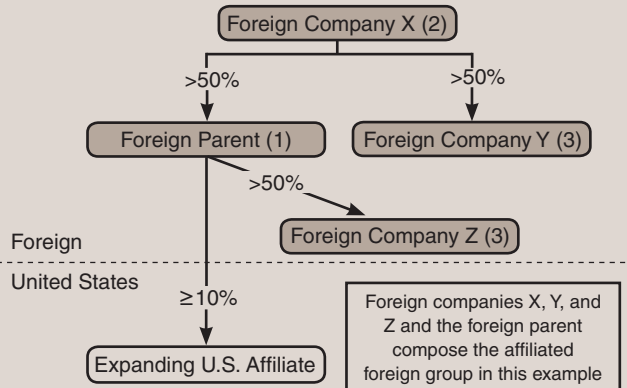 Foreign Company X (2)
>50%
>50%
Foreign Parent (1)
Foreign Company Y (3)
>50%
Foreign Company Z (3)
Foreign
United States
≥10%
Expanding U.S. Affiliate
Foreign companies X, Y, and
Z and the foreign parent
compose the affiliated
foreign group in this example